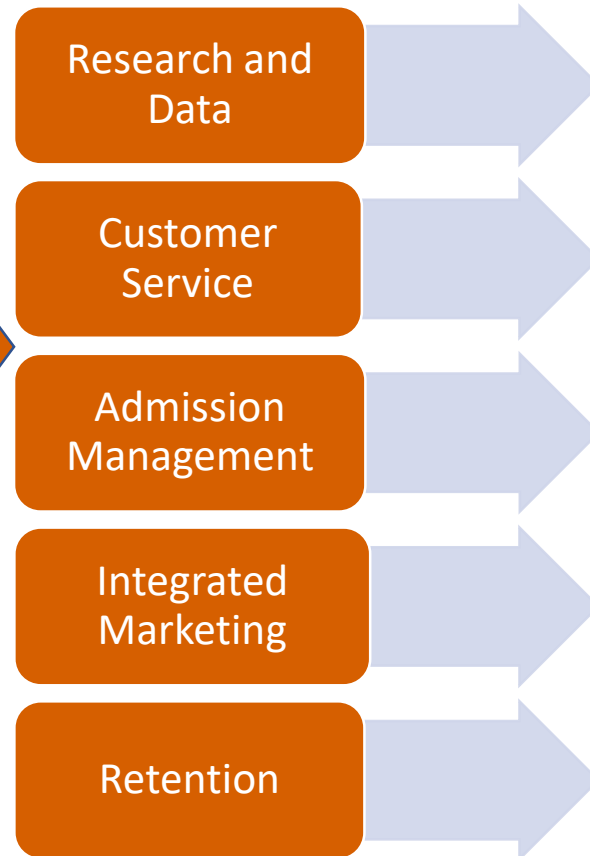 Research and
Data
Customer
Service
Admission
Management
Integrated
Marketing
Retention